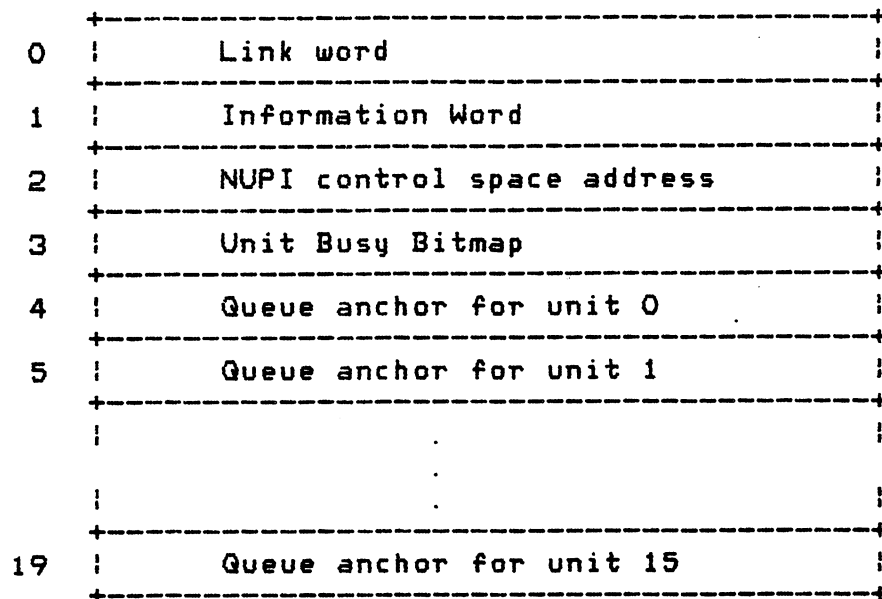 0 Link word
1 Information Word
2 NUPI control space address
3 Unit Busy Bitmap
4 Queue anchor for unit 0
5 Queue anchor for unit 1
.
.
.
19 Queue anchor for unit 15